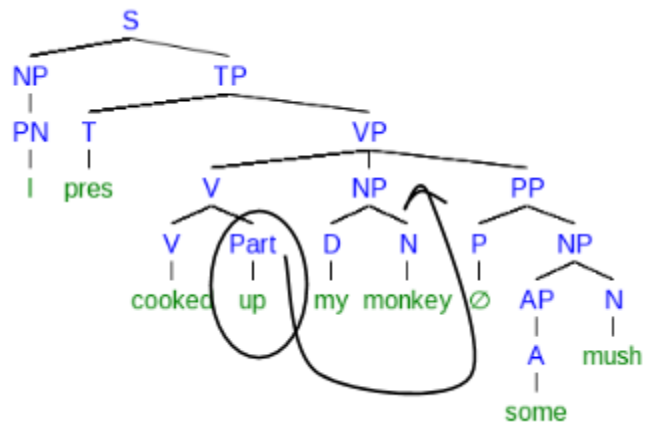 S
NP TP
PN T VP
I pres V NP PP
V Part D N P NP
cooked up my monkey ∅ AP N
A mush
some